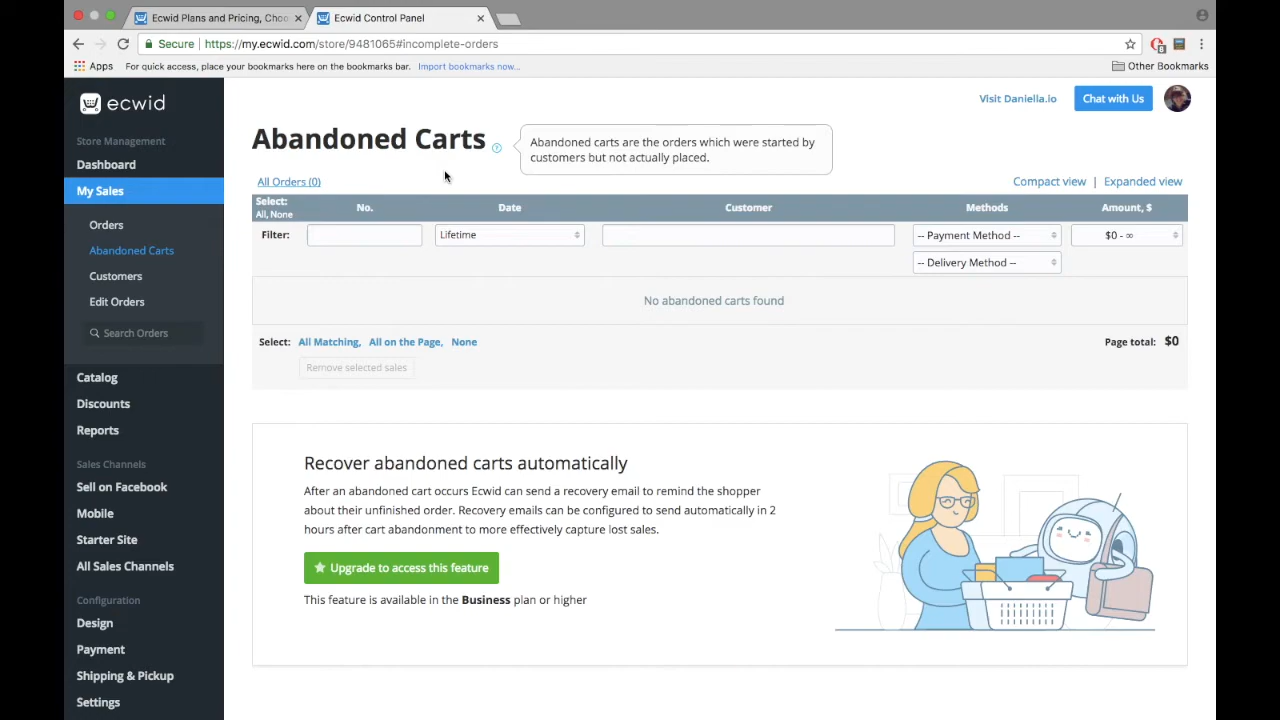 Ecwid Plans and Pricing, Choo
Ecwid Control Panel
Secure
https://my.ecwid.com/store/9481065#incomplete-orders
Apps
For quick access, place your bookmarks here on the bookmarks bar. Import bookmarks now...
Other Bookmarks
ecwid
Store Management
Dashboard
My Sales
Orders
Abandoned Carts
Customers
Edit Orders
Search Orders
Catalog
Discounts
Reports
Sales Channels
Sell on Facebook
Mobile
Starter Site
All Sales Channels
Configuration
Design
Payment
Shipping & Pickup
Settings
Visit Daniella.io
Chat with Us
Abandoned Carts
?
Abandoned carts are the orders which were started by
customers but not actually placed.
All Orders (0)
Compact view | Expanded view
Select:
All, None
No.
Date
Customer
Methods
Amount, $
Filter:
Lifetime
-- Payment Method --
$0 - ∞
-- Delivery Method --
No abandoned carts found
Select: All Matching, All on the Page, None
Page total: $0
Remove selected sales
Recover abandoned carts automatically
After an abandoned cart occurs Ecwid can send a recovery email to remind the shopper
about their unfinished order. Recovery emails can be configured to send automatically in 2
hours after cart abandonment to more effectively capture lost sales.
Upgrade to access this feature
This feature is available in the Business plan or higher